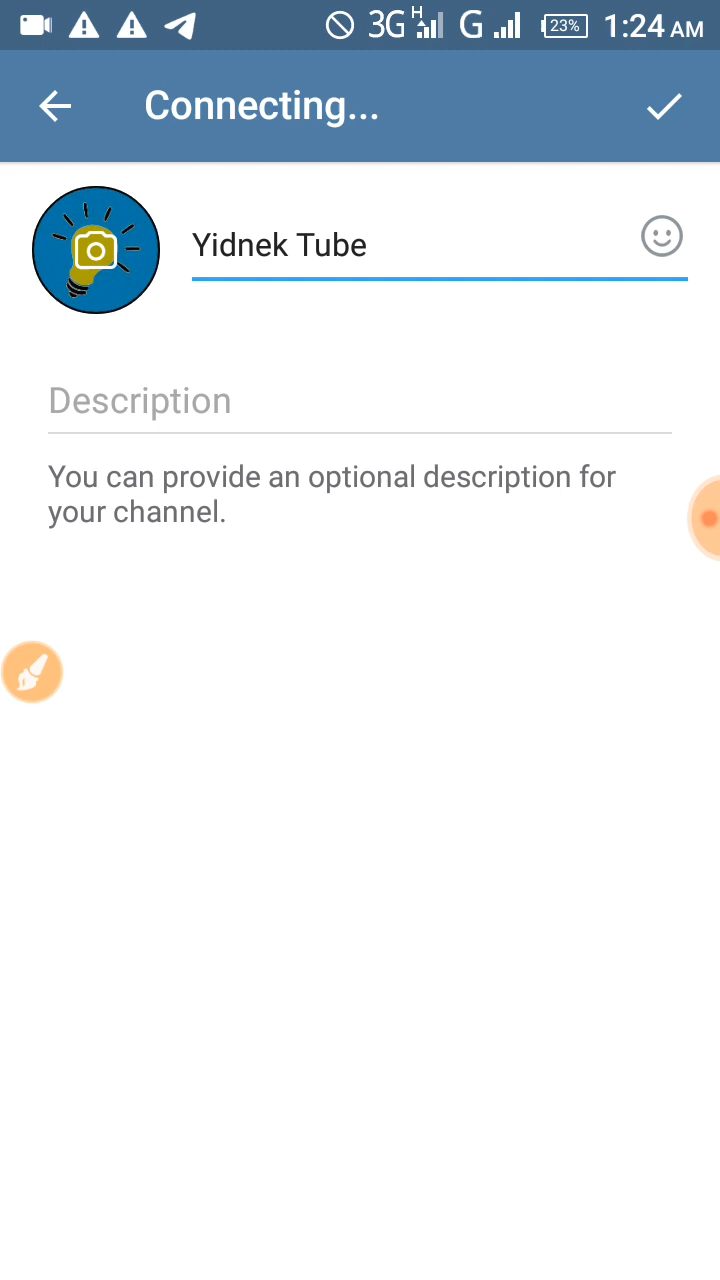 3G H G 23% 1:24 AM
Connecting...
Yidnek Tube
Description
You can provide an optional description for
your channel.